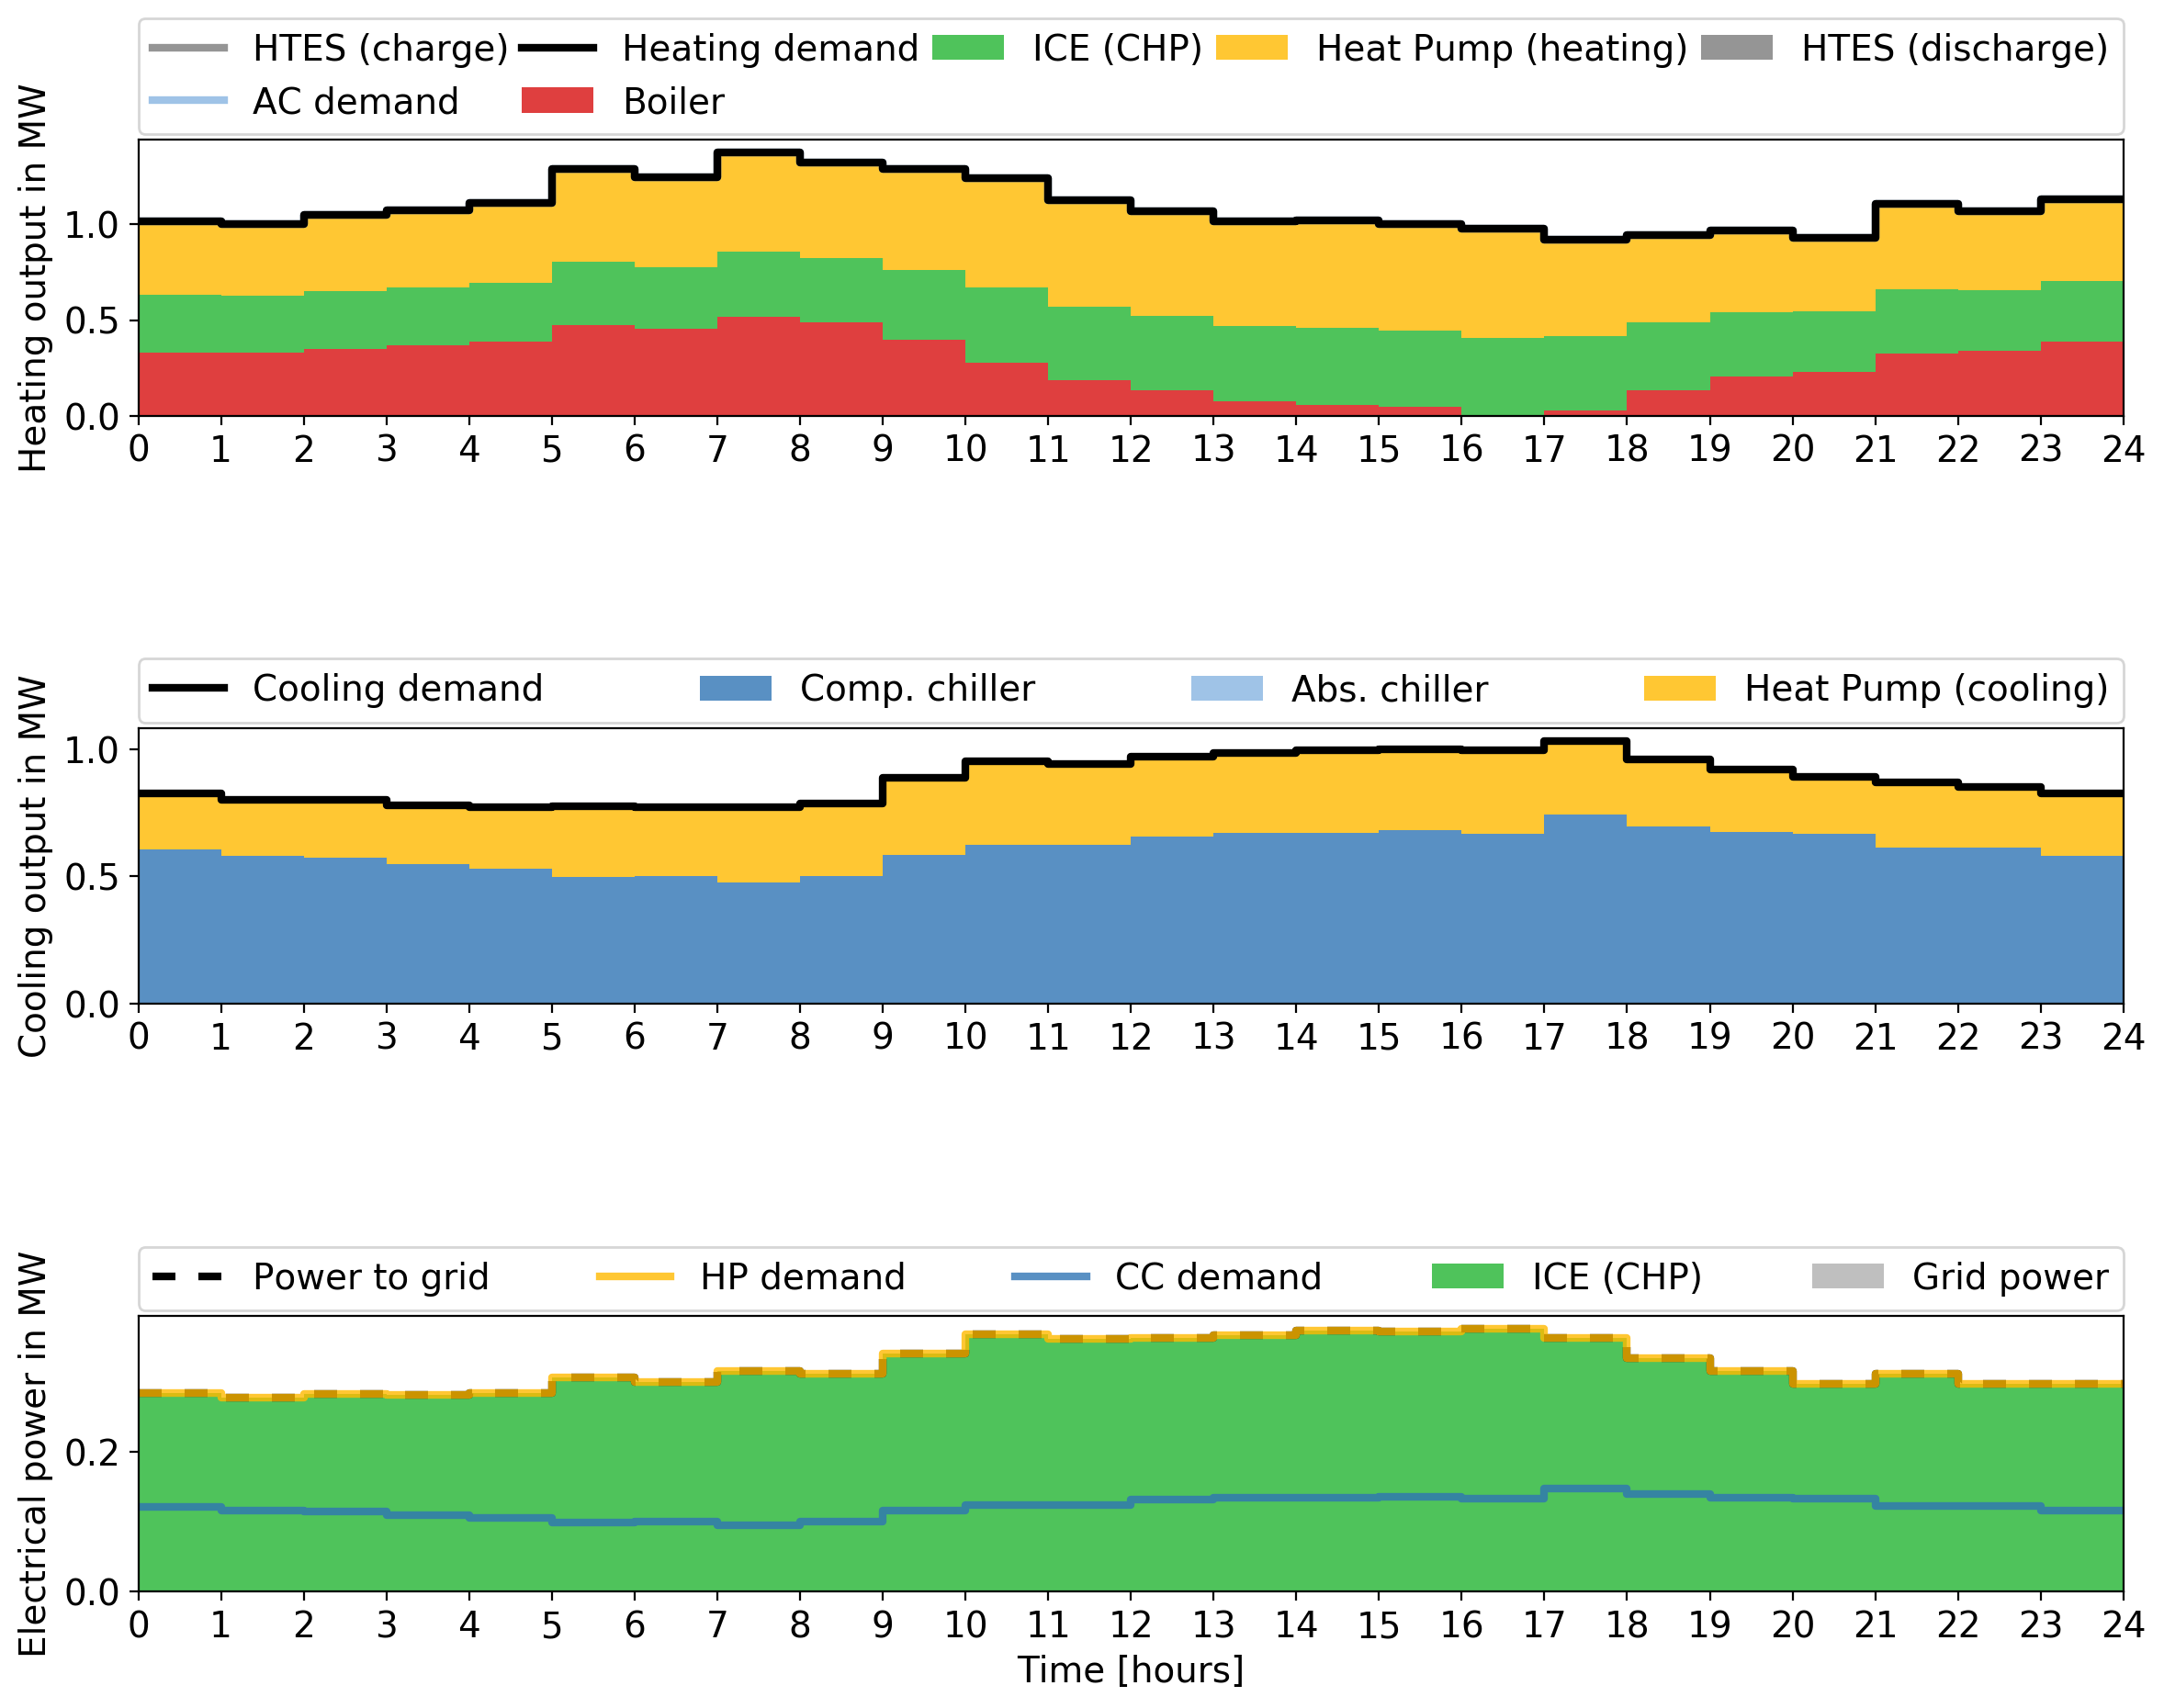 HTES (charge) Heating demand ICE (CHP) Heat Pump (heating) HTES (discharge)
AC demand Boiler
Heating output in MW
1.0
0.5
0.0
0 1 2 3 4 5 6 7 8 9 10 11 12 13 14 15 16 17 18 19 20 21 22 23 24
Cooling demand Comp. chiller Abs. chiller Heat Pump (cooling)
Cooling output in MW
1.0
0.5
0.0
0 1 2 3 4 5 6 7 8 9 10 11 12 13 14 15 16 17 18 19 20 21 22 23 24
Power to grid HP demand CC demand ICE (CHP) Grid power
Electrical power in MW
0.2
0.0
0 1 2 3 4 5 6 7 8 9 10 11 12 13 14 15 16 17 18 19 20 21 22 23 24
Time [hours]